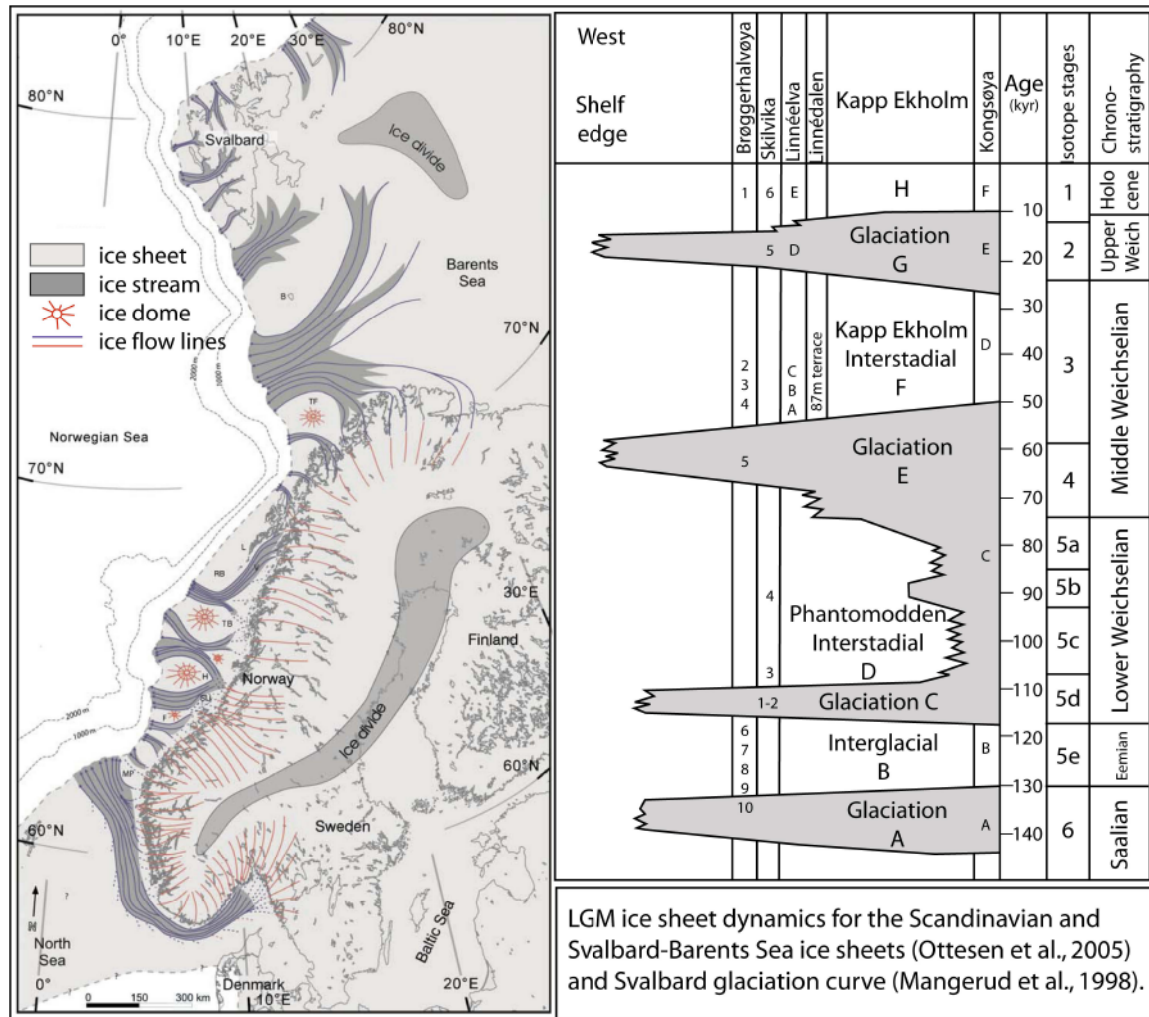 0°
10°E
20°E
30°E
80°N
80°N
Svalbard
Ice divide
ice sheet
ice stream
ice dome
ice flow lines
Barents
Sea
B
2000 m
1000 m
70°N
TF
Norwegian Sea
70°N
L
RB
TB
30°E
Finland
H
Norway
SU
F
2000 m
1000 m
Ice divide
MP
60°N
60°N
Sweden
?
N
North
Sea
Baltic Sea
?
Denmark
0°
10°E
20°E
0 150 300 km
West
Shelf
edge
Brøggerhalvøya
Skilvika
Linnéelva
Linnédalen
Kapp Ekholm
Kongsøya
Age
(kyr)
Isotope stages
Chrono-
stratigraphy
1 6 E H F 1 Holo
cene
10
Glaciation
5 D G E 2 Upper
Weich
20
30
Kapp Ekholm
Interstadial
F
87m terrace
D
2 C
3 B
4 A
40
3
50
Middle Weichselian
Glaciation
E
5
60
4
70
80 5a
C
5b
4 90
Phantomodden
Interstadial
D
3
100 5c
Lower Weichselian
110
1-2 Glaciation C 5d
6
7
8
9
Interglacial
B
B
120
5e
Eemian
130
10 Glaciation
A
A
140
6
Saalian
LGM ice sheet dynamics for the Scandinavian and
Svalbard-Barents Sea ice sheets (Ottesen et al., 2005)
and Svalbard glaciation curve (Mangerud et al., 1998).